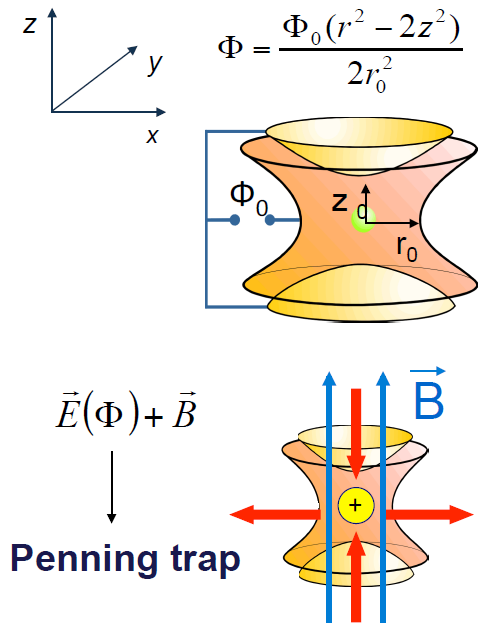 z
y
x
Φ = Φ₀(r² − 2z²) / 2r₀²
Φ₀
z₀
r₀
E⃗(Φ) + B⃗
B⃗
+
Penning trap